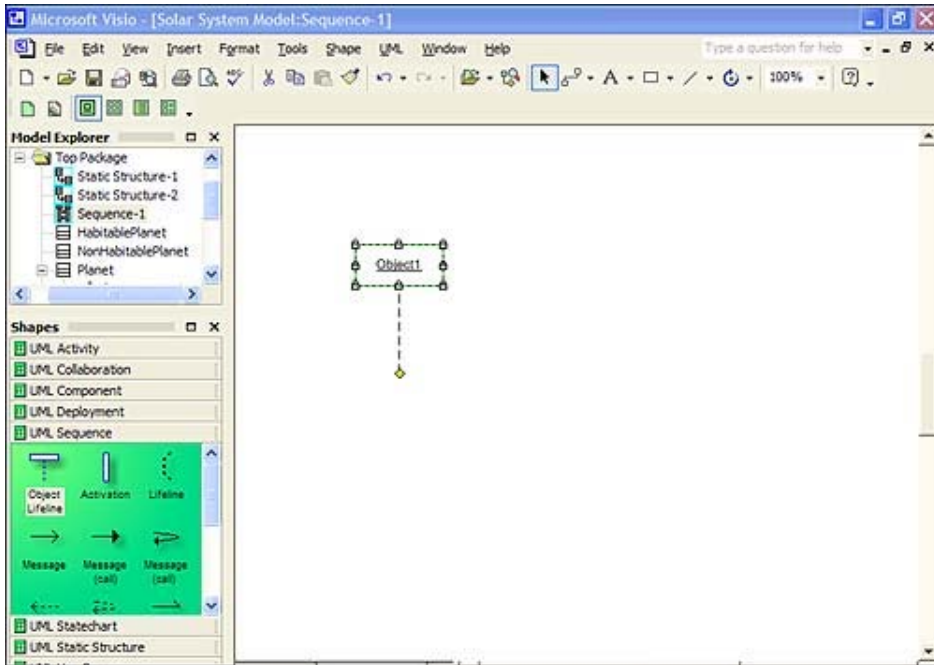 Microsoft Visio - [Solar System Model:Sequence-1]
File Edit View Insert Format Tools Shape UML Window Help Type a question for help
A 100%
Model Explorer
Top Package
Static Structure-1
Static Structure-2
Sequence-1
HabitablePlanet
NonHabitablePlanet
Planet
Object1
Shapes
UML Activity
UML Collaboration
UML Component
UML Deployment
UML Sequence
Object Activation Lifeline
Lifeline
Message Message Message
(call) (call)
UML Statechart
UML Static Structure